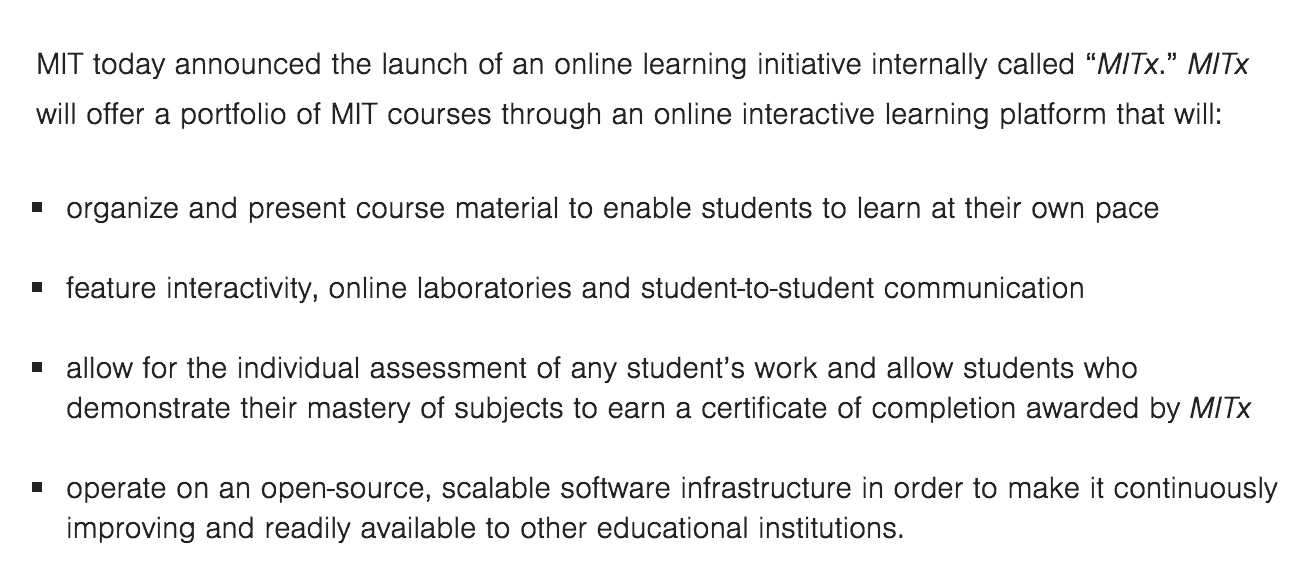 MIT today announced the launch of an online learning initiative internally called “MITx.” MITx
will offer a portfolio of MIT courses through an online interactive learning platform that will:
▪ organize and present course material to enable students to learn at their own pace
▪ feature interactivity, online laboratories and student-to-student communication
▪ allow for the individual assessment of any student’s work and allow students who
demonstrate their mastery of subjects to earn a certificate of completion awarded by MITx
▪ operate on an open-source, scalable software infrastructure in order to make it continuously
improving and readily available to other educational institutions.